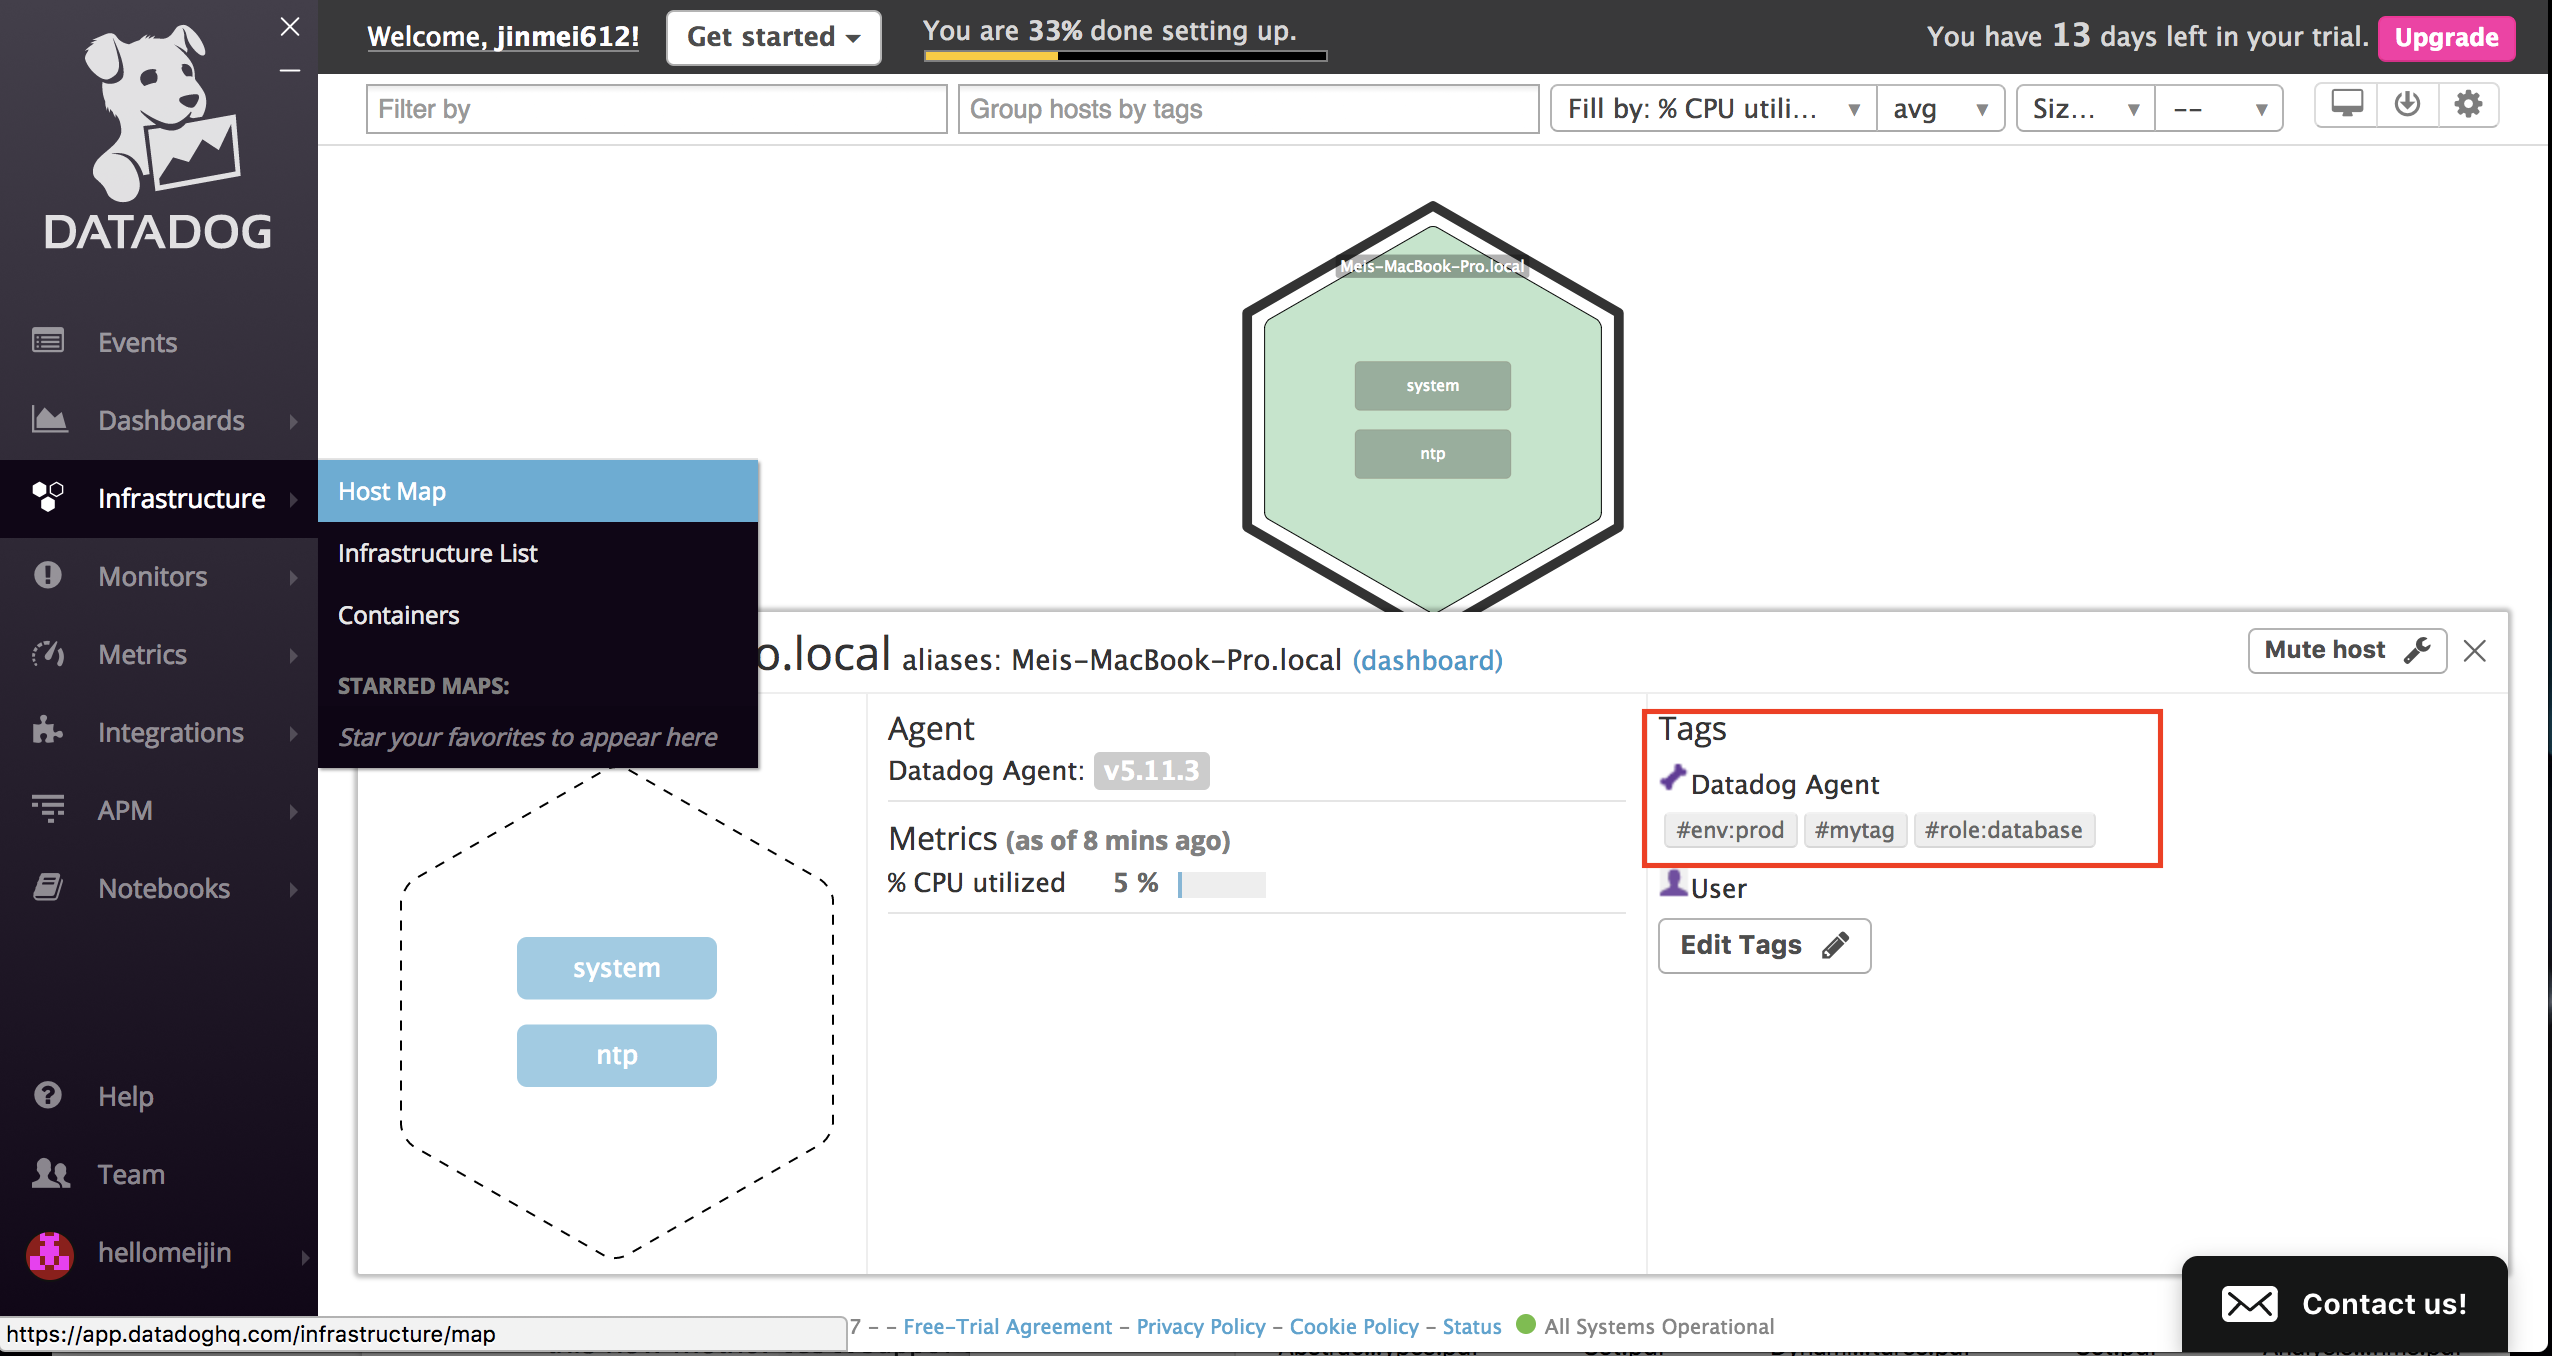 Welcome, jinmei612!
Get started
You are 33% done setting up.
You have 13 days left in your trial.
Upgrade
DATADOG
Events
Dashboards
Infrastructure
Monitors
Metrics
Integrations
APM
Notebooks
Help
Team
hellomeijin
Filter by
Group hosts by tags
Fill by: % CPU utili...
avg
Siz...
--
Meis-MacBook-Pro.local
system
ntp
Host Map
Infrastructure List
Containers
STARRED MAPS:
Star your favorites to appear here
o.local aliases: Meis-MacBook-Pro.local (dashboard)
Mute host
system
ntp
Agent
Datadog Agent: v5.11.3
Metrics (as of 8 mins ago)
% CPU utilized 5 %
Tags
Datadog Agent
#env:prod #mytag #role:database
User
Edit Tags
Contact us!
https://app.datadoghq.com/infrastructure/map
7 - - Free-Trial Agreement - Privacy Policy - Cookie Policy - Status All Systems Operational